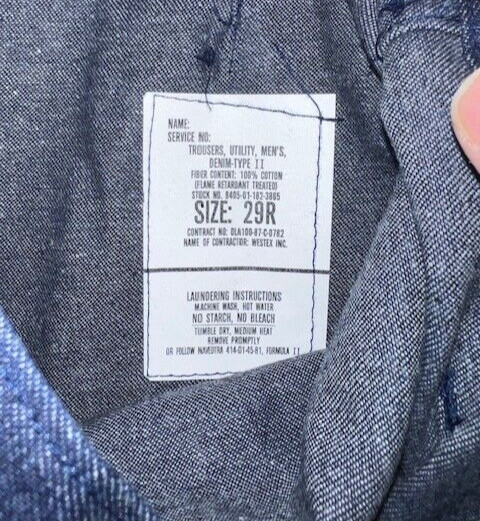 NAME:
SERVICE NO:
TROUSERS, UTILITY, MEN'S,
DENIM-TYPE II
FIBER CONTENT: 100% COTTON
(FLAME RETARDANT TREATED)
STOCK NO. 8405-01-182-3865
SIZE: 29R
CONTRACT NO: DLA100-87-C-0782
NAME OF CONTRACTOR: WESTEX INC.
LAUNDERING INSTRUCTIONS
MACHINE WASH, HOT WATER
NO STARCH, NO BLEACH
TUMBLE DRY, MEDIUM HEAT
REMOVE PROMPTLY
OR FOLLOW NAVEDTRA 414-01-45-81, FORMULA II